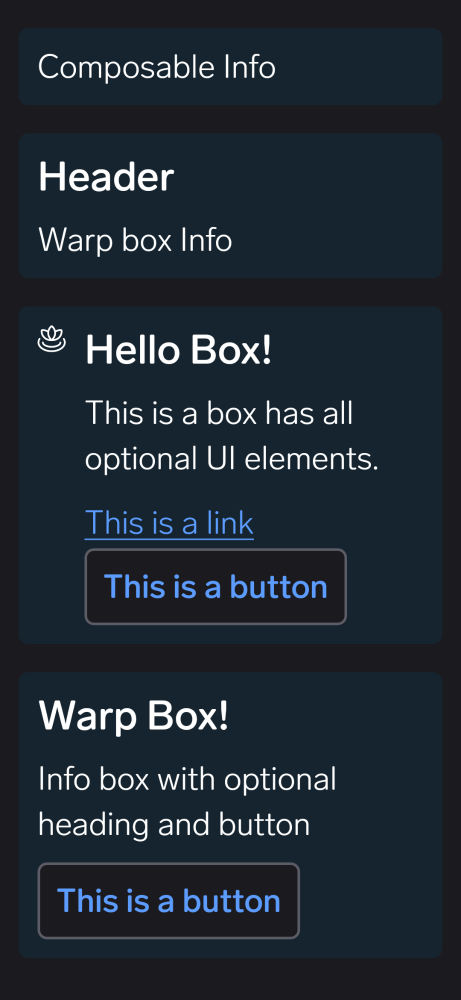 Composable Info
Header
Warp box Info
Hello Box!
This is a box has all
optional UI elements.
This is a link
This is a button
Warp Box!
Info box with optional
heading and button
This is a button